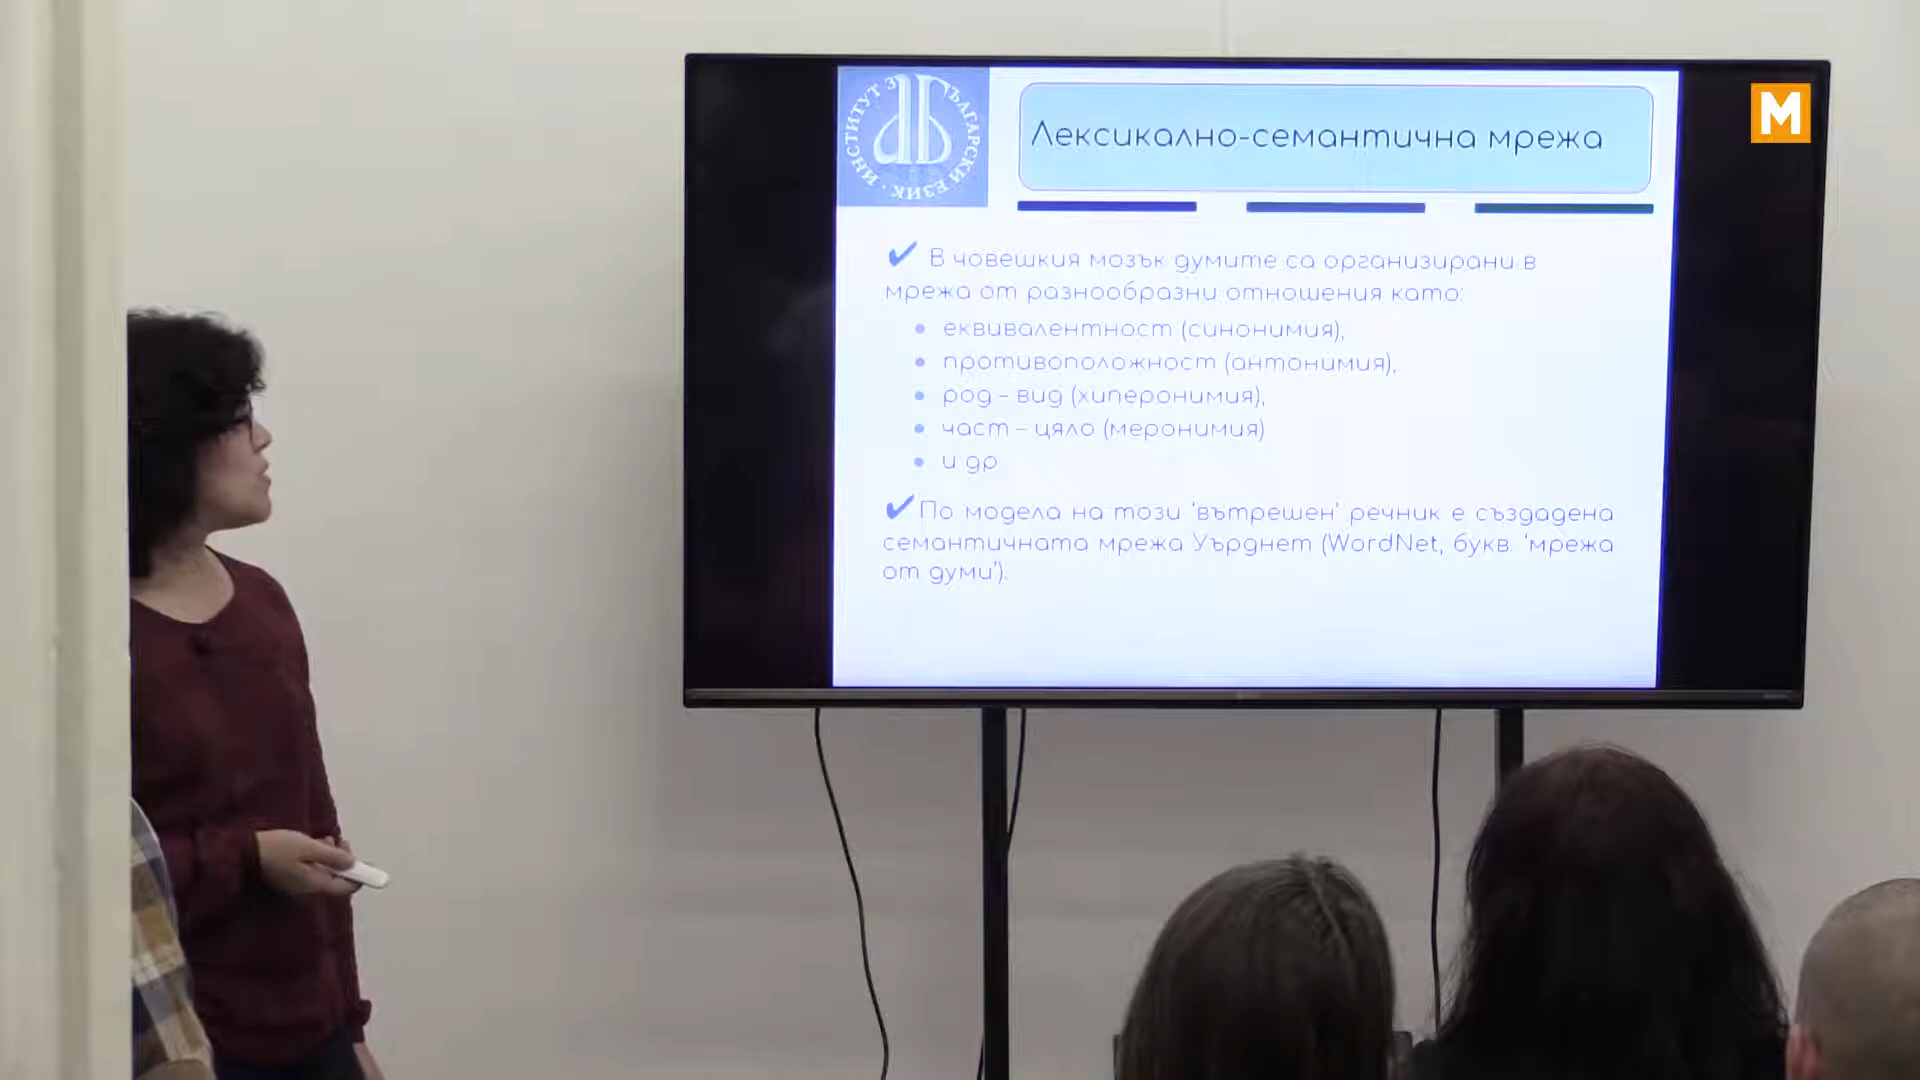 ИНСТИТУТ ЗА БЪЛГАРСКИ ЕЗИК
Лексикално-семантична мрежа
M
✔ В човешкия мозък думите са организирани в
мрежа от разнообразни отношения като:
• еквивалентност (синонимия),
• противоположност (антонимия),
• род – вид (хиперонимия),
• част – цяло (меронимия)
• и др
✔ По модела на този ‘вътрешен’ речник е създадена
семантичната мрежа Уърднет (WordNet, букв. ‘мрежа
от думи’).